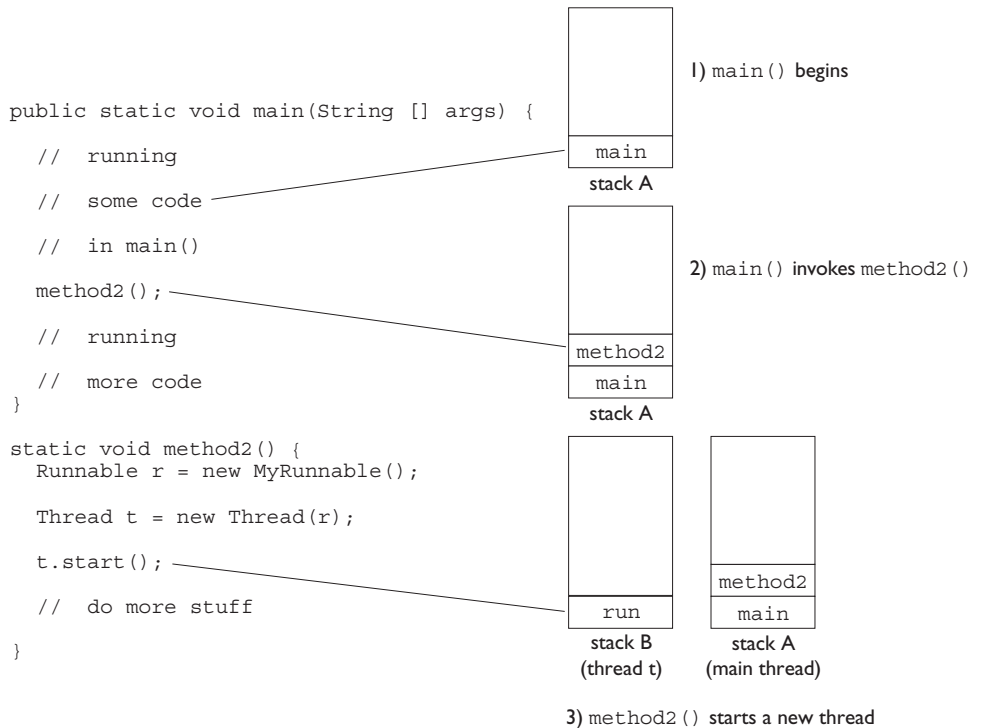 public static void main(String [] args) {
//  running
//  some code
//  in main()
method2();
//  running
//  more code
}
static void method2() {
Runnable r = new MyRunnable();
Thread t = new Thread(r);
t.start();
//  do more stuff
}
main
stack A
1) main() begins
method2
main
stack A
2) main() invokes method2()
run
stack B
(thread t)
method2
main
stack A
(main thread)
3) method2() starts a new thread